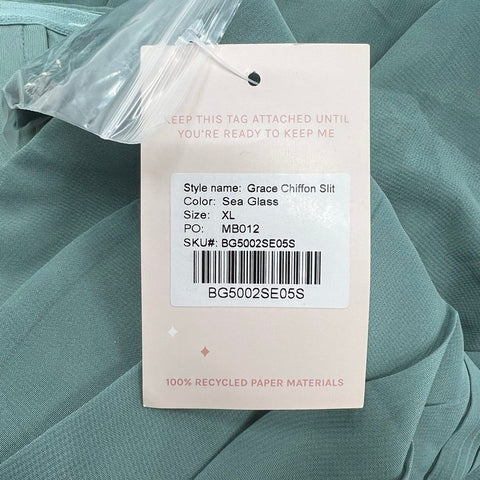 KEEP THIS TAG ATTACHED UNTIL
YOU'RE READY TO KEEP ME
Style name: Grace Chiffon Slit
Color: Sea Glass
Size: XL
PO: MB012
SKU#: BG5002SE05S
BG5002SE05S
100% RECYCLED PAPER MATERIALS